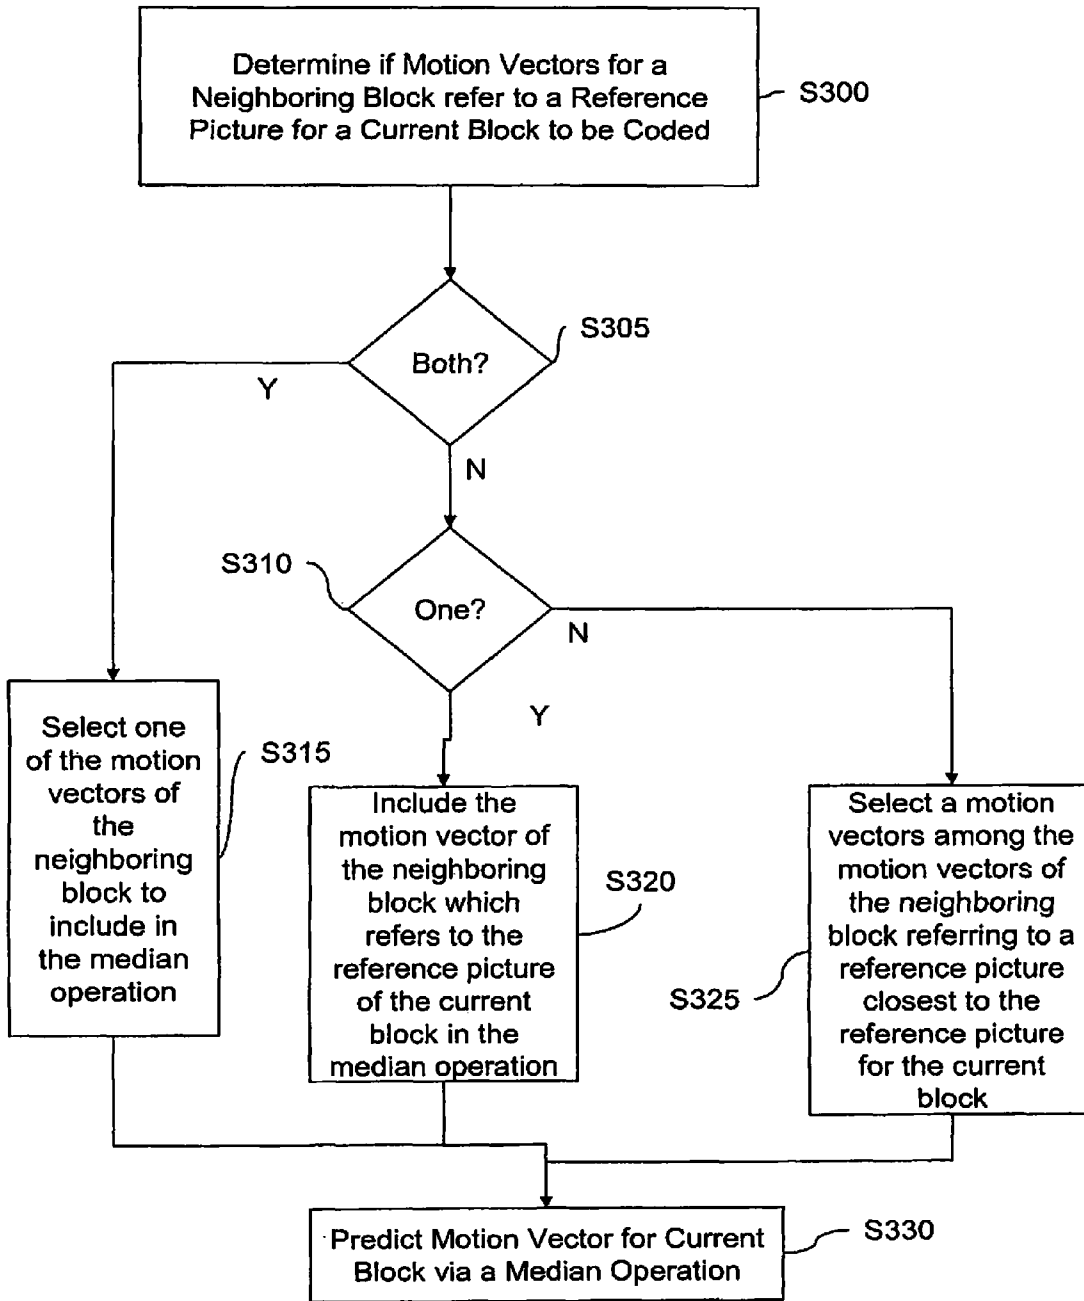 Determine if Motion Vectors for a
Neighboring Block refer to a Reference
Picture for a Current Block to be Coded
S300
Both?
S305
Y
N
S310
One?
N
Y
Select one
of the motion
vectors of
the
neighboring
block to
include in
the median
operation
S315
Include the
motion vector of
the neighboring
block which
refers to the
reference picture
of the current
block in the
median operation
S320
Select a motion
vectors among the
motion vectors of
the neighboring
block referring to a
reference picture
closest to the
reference picture
for the current
block
S325
Predict Motion Vector for Current
Block via a Median Operation
S330